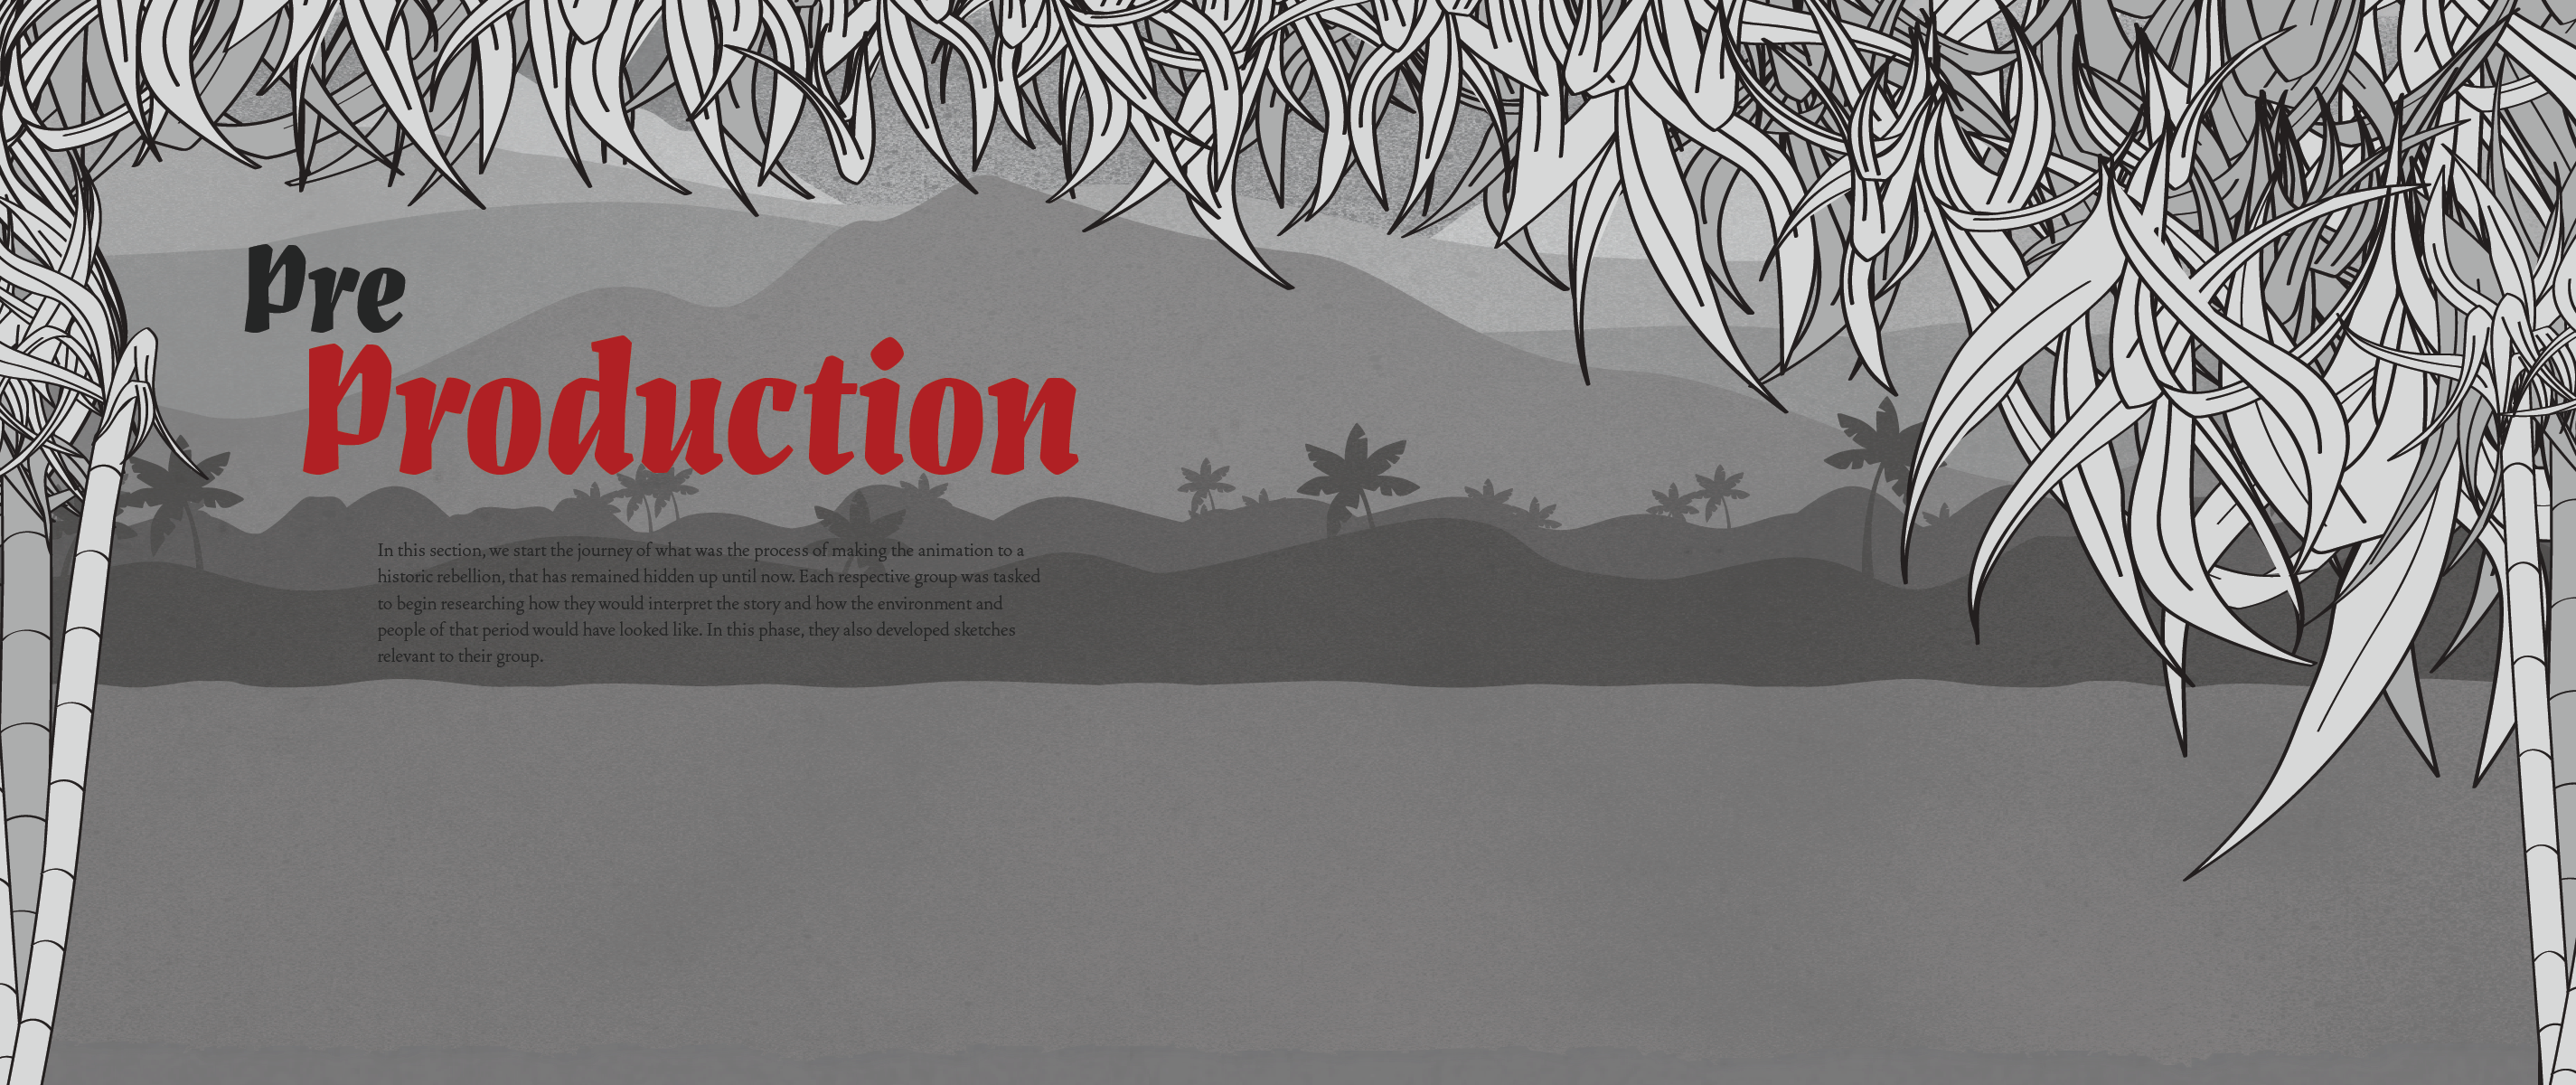 Pre
Production
In this section, we start the journey of what was the process of making the animation to a
historic rebellion, that has remained hidden up until now. Each respective group was tasked
to begin researching how they would interpret the story and how the environment and
people of that period would have looked like. In this phase, they also developed sketches
relevant to their group.